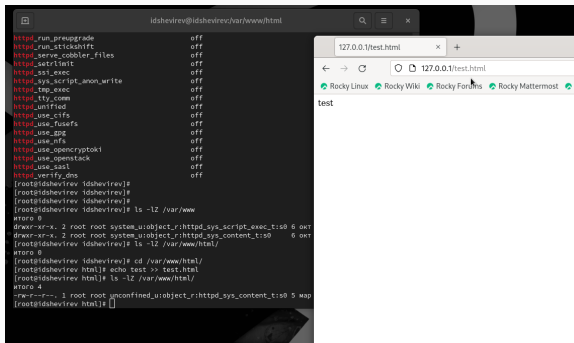 idshevirev@idshevirev:/var/www/html
httpd_run_preupgrade off
httpd_run_stickshift off
httpd_serve_cobbler_files off
httpd_setrlimit off
httpd_ssi_exec off
httpd_sys_script_anon_write off
httpd_tmp_exec off
httpd_tty_comm off
httpd_unified off
httpd_use_cifs off
httpd_use_fusefs off
httpd_use_gpg off
httpd_use_nfs off
httpd_use_opencryptoki off
httpd_use_openstack off
httpd_use_sasl off
httpd_verify_dns off
[root@idshevirev idshevirev]#
[root@idshevirev idshevirev]#
[root@idshevirev idshevirev]#
[root@idshevirev idshevirev]# ls -lZ /var/www
итого 0
drwxr-xr-x. 2 root root system_u:object_r:httpd_sys_script_exec_t:s0 6 окт
drwxr-xr-x. 2 root root system_u:object_r:httpd_sys_content_t:s0 6 окт
[root@idshevirev idshevirev]# ls -lZ /var/www/html/
итого 0
[root@idshevirev idshevirev]# cd /var/www/html/
[root@idshevirev html]# echo test >> test.html
[root@idshevirev html]# ls -lZ /var/www/html/
итого 4
-rw-r--r--. 1 root root unconfined_u:object_r:httpd_sys_content_t:s0 5 мар
[root@idshevirev html]#
127.0.0.1/test.html
127.0.0.1/test.html
Rocky Linux Rocky Wiki Rocky Forums Rocky Mattermost
test